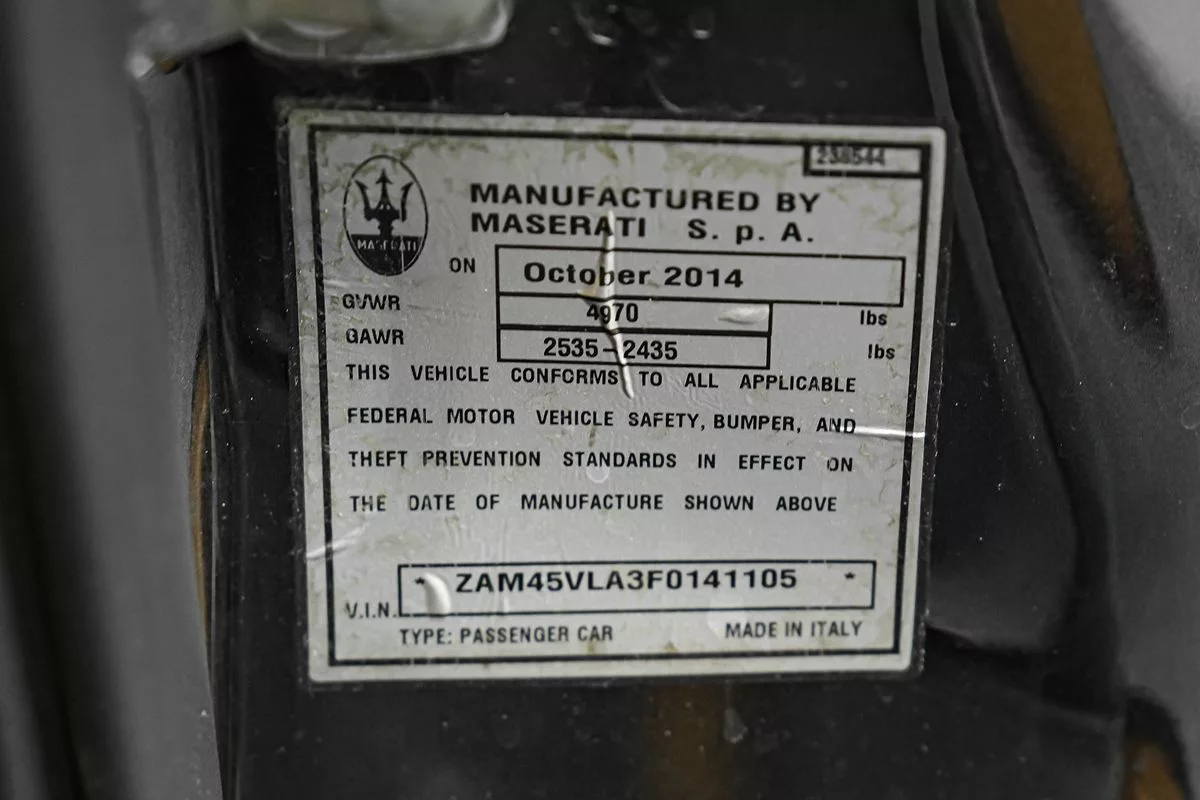 238544
MASERATI
MANUFACTURED BY
MASERATI S. p. A.
ON October 2014
GVWR 4970 lbs
GAWR 2535-2435 lbs
THIS VEHICLE CONFORMS TO ALL APPLICABLE
FEDERAL MOTOR VEHICLE SAFETY, BUMPER, AND
THEFT PREVENTION STANDARDS IN EFFECT ON
THE DATE OF MANUFACTURE SHOWN ABOVE
V.I.N. * ZAM45VLA3F0141105 *
TYPE: PASSENGER CAR MADE IN ITALY